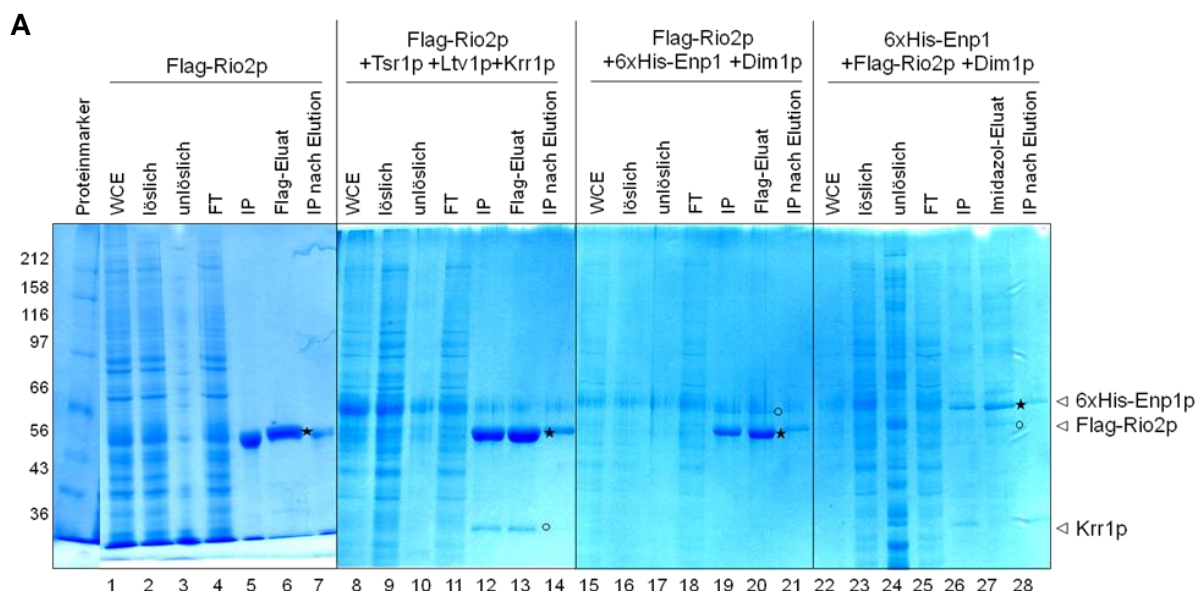 A
Flag-Rio2p
Flag-Rio2p
+Tsr1p +Ltv1p+Krr1p
Flag-Rio2p
+6xHis-Enp1 +Dim1p
6xHis-Enp1
+Flag-Rio2p +Dim1p
Proteinmarker
WCE
löslich
unlöslich
FT
IP
Flag-Eluat
IP nach Elution
WCE
löslich
unlöslich
FT
IP
Flag-Eluat
IP nach Elution
WCE
löslich
unlöslich
FT
IP
Flag-Eluat
IP nach Elution
WCE
löslich
unlöslich
FT
IP
Imidazol-Eluat
IP nach Elution
212
158
116
97
66
56
43
36
6xHis-Enp1p
Flag-Rio2p
Krr1p
1 2 3 4 5 6 7 8 9 10 11 12 13 14 15 16 17 18 19 20 21 22 23 24 25 26 27 28